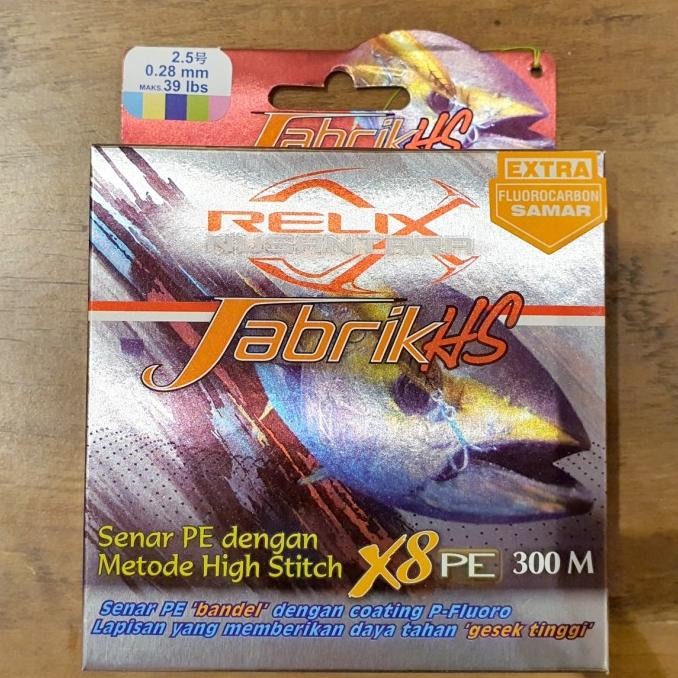 2.5号
0.28 mm
MAKS.39 lbs
JabrikHS
EXTRA
FLUOROCARBON
SAMAR
RELIX
NUSANTARA
JabrikHS
Senar PE dengan
Metode High Stitch
X8 PE 300 M
Senar PE 'bandel' dengan coating P-Fluoro
Lapisan yang memberikan daya tahan 'gesek tinggi'